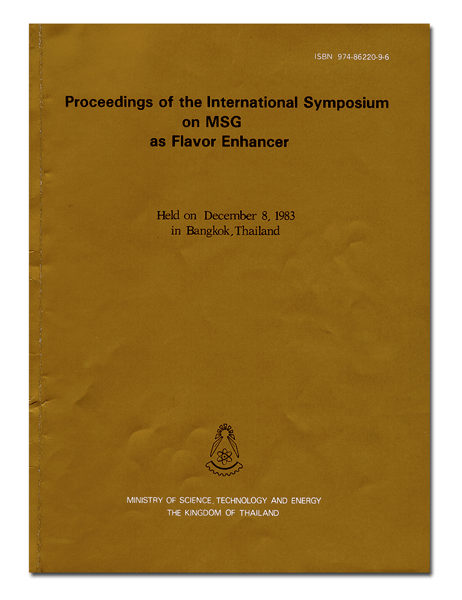 ISBN 974-86220-9-6
Proceedings of the International Symposium
on MSG
as Flavor Enhancer
Held on December 8, 1983
in Bangkok, Thailand
MINISTRY OF SCIENCE, TECHNOLOGY AND ENERGY
THE KINGDOM OF THAILAND